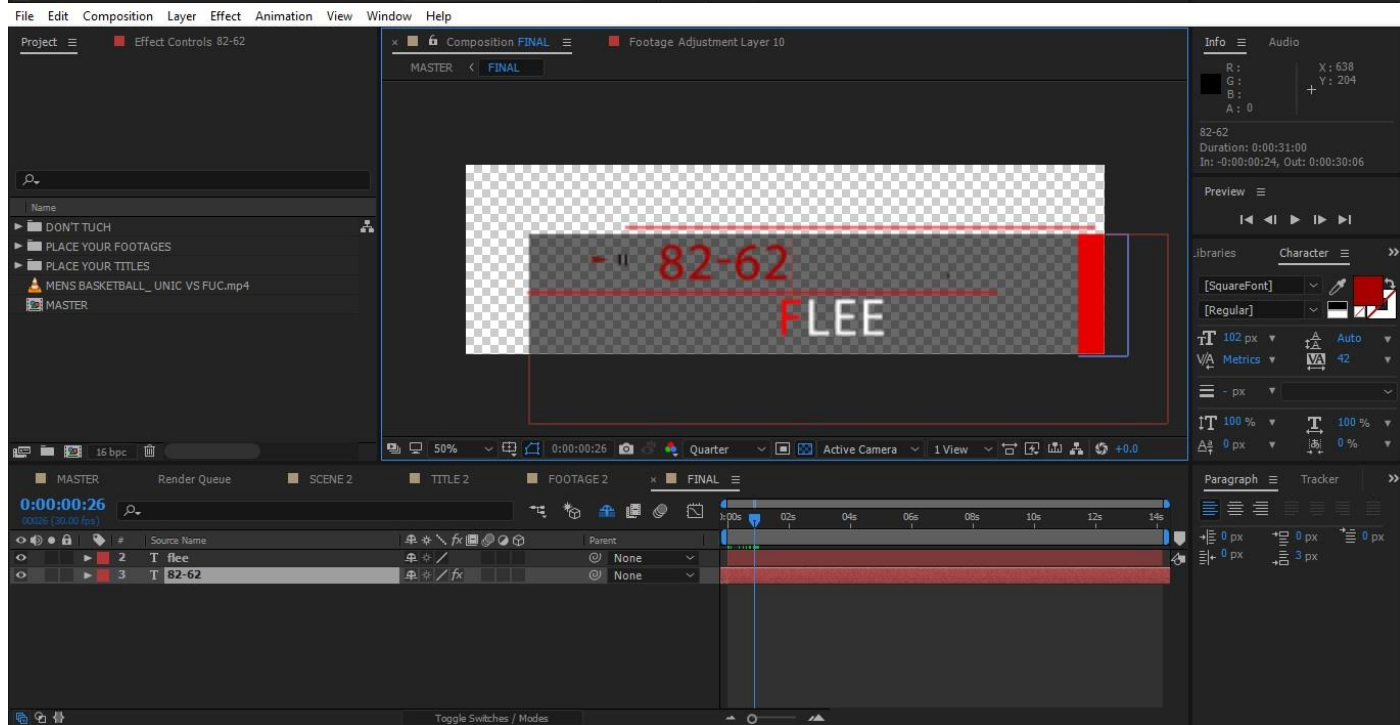 File Edit Composition Layer Effect Animation View Window Help
Project Effect Controls 82-62
Composition FINAL Footage Adjustment Layer 10
MASTER FINAL
Name
DON'T TUCH
PLACE YOUR FOOTAGES
PLACE YOUR TITLES
MENS BASKETBALL_ UNIC VS FUC.mp4
MASTER
16 bpc
82-62
FLEE
50% 0:00:00:26 Quarter Active Camera 1 View +0.0
Info Audio
R: X: 638
G: Y: 204
B:
A: 0
82-62
Duration: 0:00:31:00
In: -0:00:00:24, Out: 0:00:30:06
Preview
Libraries Character
[SquareFont]
[Regular]
102 px Auto
Metrics 42
- px
100 % 100 %
0 px 0 %
Paragraph Tracker
0 px 0 px 0 px
0 px 3 px
MASTER Render Queue SCENE 2 TITLE 2 FOOTAGE 2 FINAL
0:00:00:26
00026 (30.00 fps)
02s 04s 06s 08s 10s 12s 14s
# Source Name Parent
2 T flee None
3 T 82-62 None
Toggle Switches / Modes